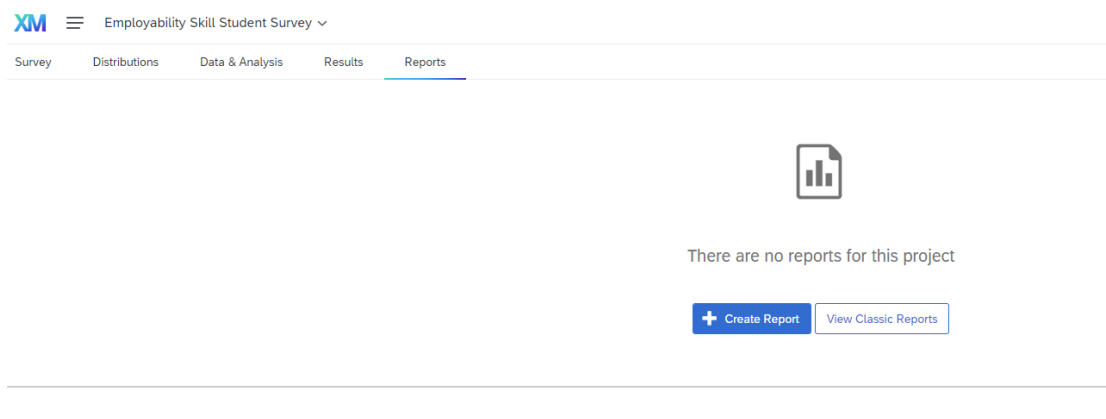 XM Employability Skill Student Survey
Survey Distributions Data & Analysis Results Reports
There are no reports for this project
Create Report View Classic Reports